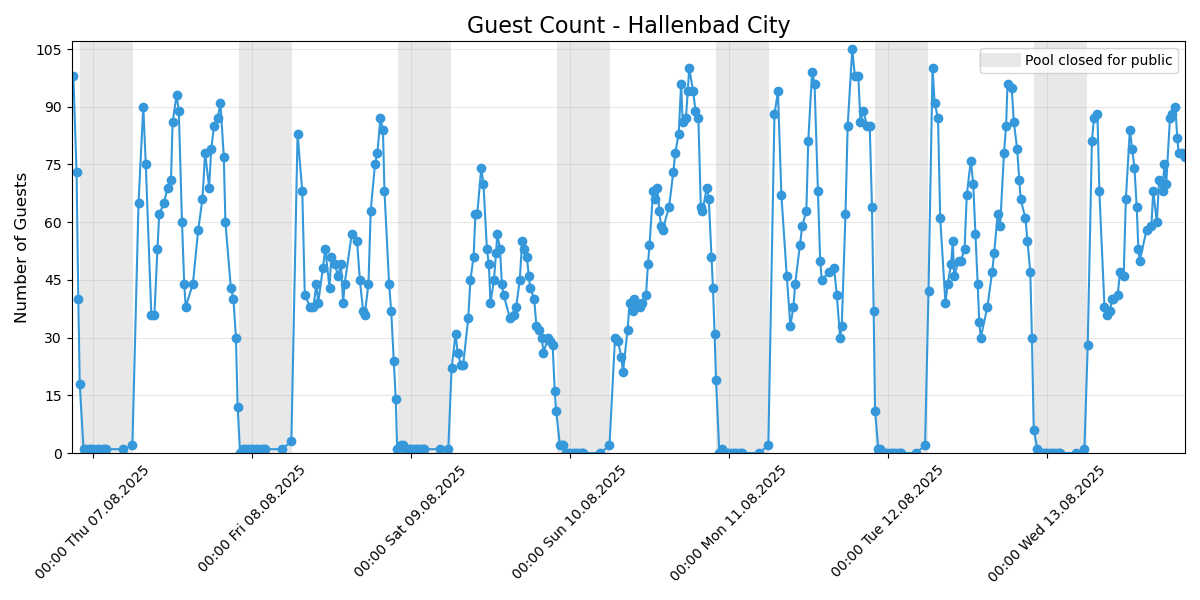 Guest Count - Hallenbad City
Pool closed for public
Number of Guests
105
90
75
60
45
30
15
0
00:00 Thu 07.08.2025
00:00 Fri 08.08.2025
00:00 Sat 09.08.2025
00:00 Sun 10.08.2025
00:00 Mon 11.08.2025
00:00 Tue 12.08.2025
00:00 Wed 13.08.2025